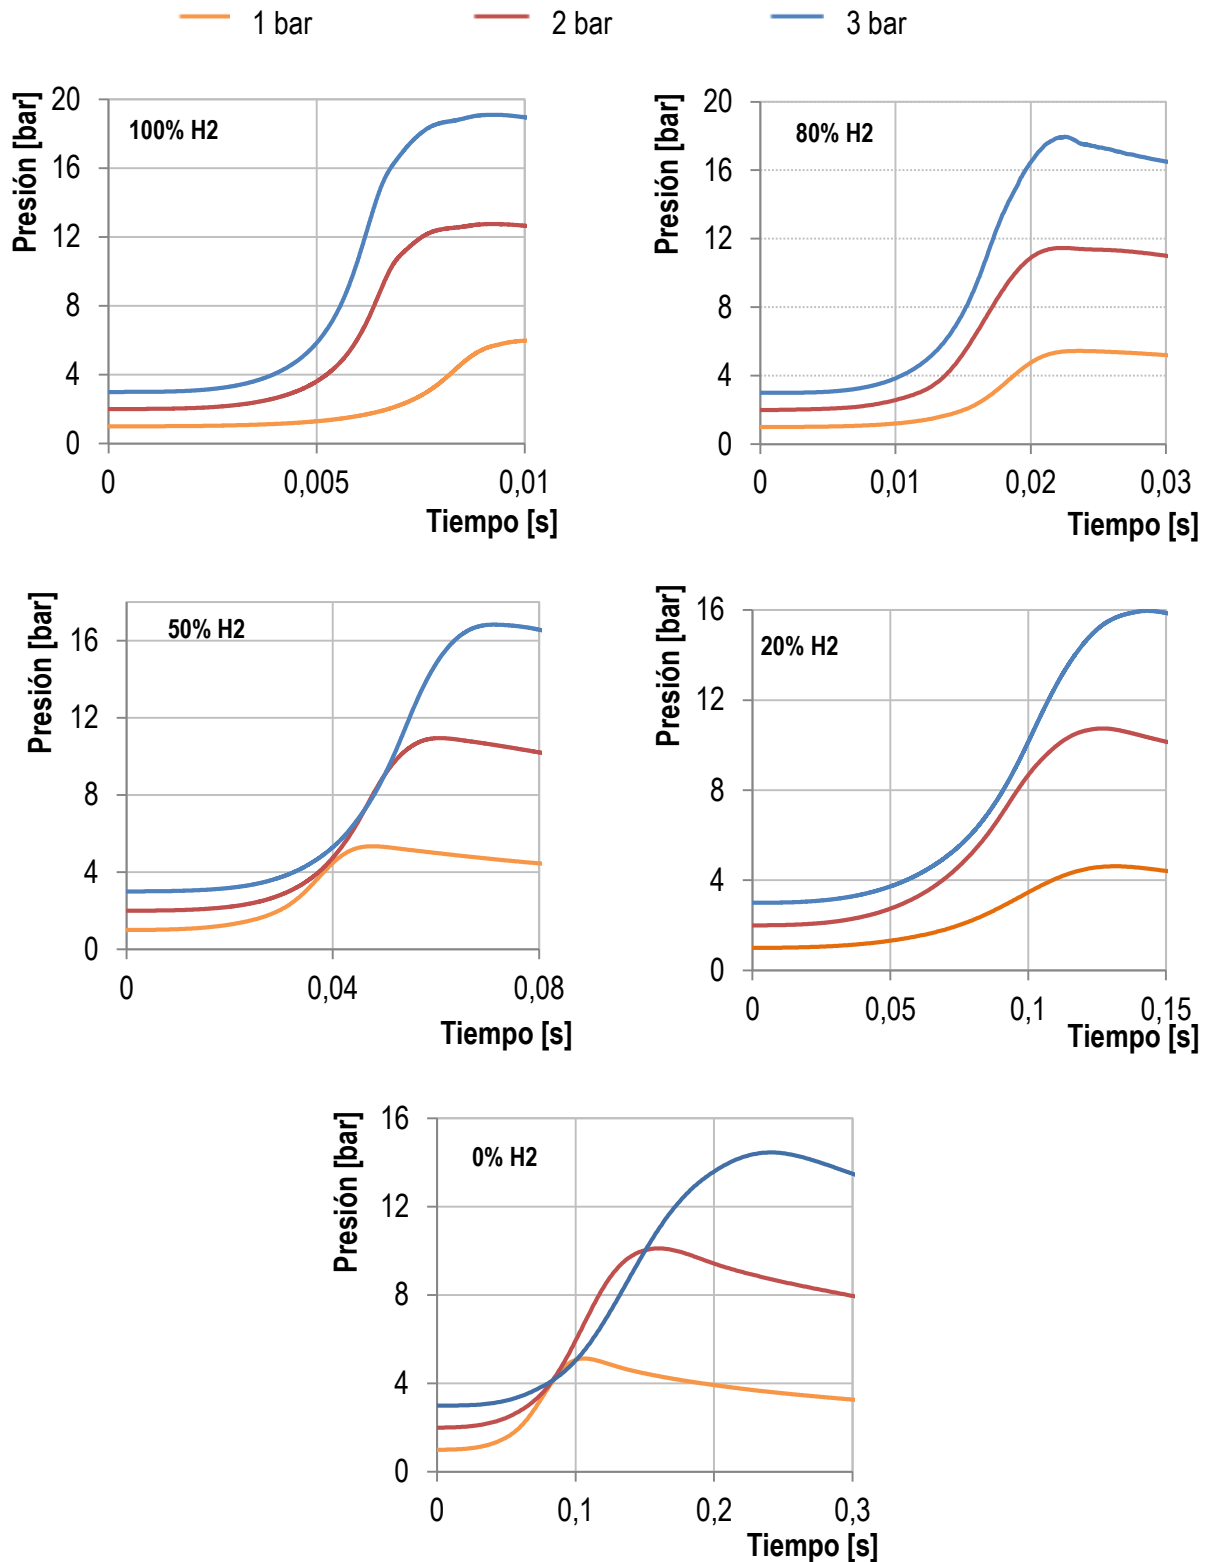 1 bar 2 bar 3 bar
Presión [bar]
20
16
12
8
4
0
100% H2
0 0,005 0,01
Tiempo [s]
Presión [bar]
20
16
12
8
4
0
80% H2
0 0,01 0,02 0,03
Tiempo [s]
Presión [bar]
16
12
8
4
0
50% H2
0 0,04 0,08
Tiempo [s]
Presión [bar]
16
12
8
4
0
20% H2
0 0,05 0,1 0,15
Tiempo [s]
Presión [bar]
16
12
8
4
0
0% H2
0 0,1 0,2 0,3
Tiempo [s]